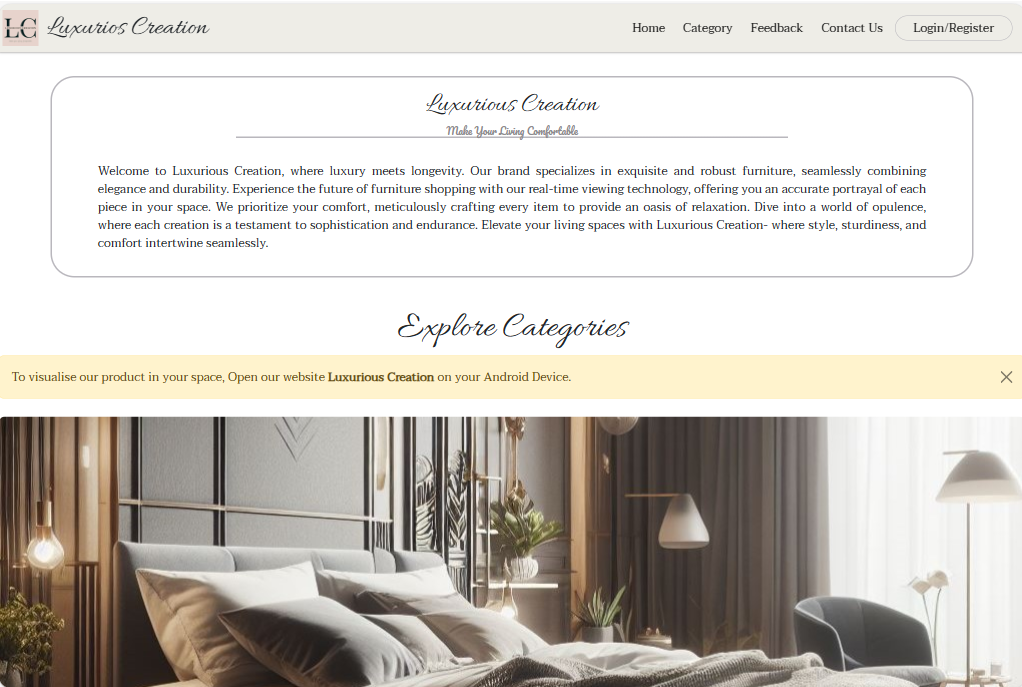 LC Luxurios Creation Home Category Feedback Contact Us Login/Register
Luxurious Creation
Make Your Living Comfortable
Welcome to Luxurious Creation, where luxury meets longevity. Our brand specializes in exquisite and robust furniture, seamlessly combining
elegance and durability. Experience the future of furniture shopping with our real-time viewing technology, offering you an accurate portrayal of each
piece in your space. We prioritize your comfort, meticulously crafting every item to provide an oasis of relaxation. Dive into a world of opulence,
where each creation is a testament to sophistication and endurance. Elevate your living spaces with Luxurious Creation- where style, sturdiness, and
comfort intertwine seamlessly.
Explore Categories
To visualise our product in your space, Open our website Luxurious Creation on your Android Device.